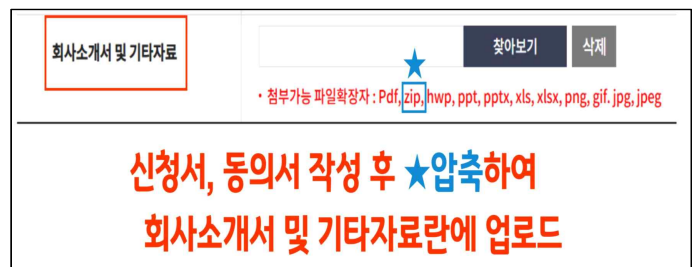 회사소개서 및 기타자료
찾아보기 삭제
★
• 첨부가능 파일확장자 : Pdf, zip, hwp, ppt, pptx, xls, xlsx, png, gif. jpg, jpeg
신청서, 동의서 작성 후 ★압축하여
회사소개서 및 기타자료란에 업로드